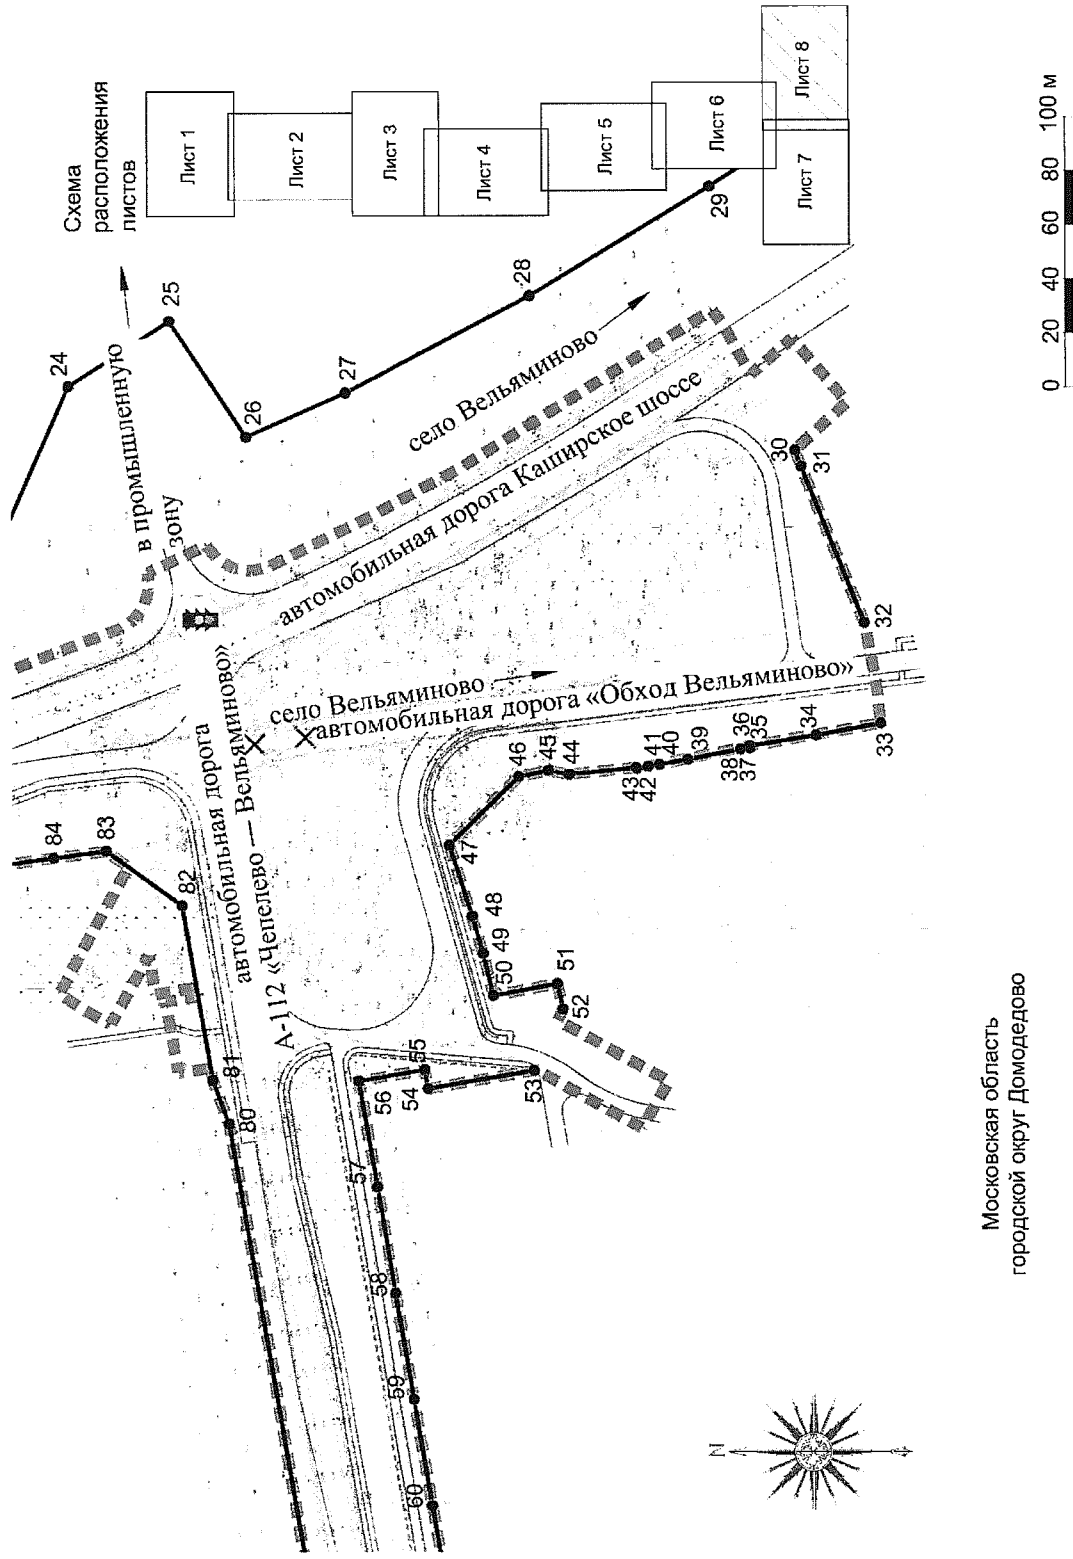 Схема
расположения
листов
Лист 1
Лист 2
Лист 3
Лист 4
Лист 5
Лист 6
Лист 7
Лист 8
24
25
26
27
28
29
30
31
32
33
34
35
36
37
38
39
40
41
42
43
44
45
46
47
48
49
50
51
52
53
54
55
56
57
58
59
60
80
81
82
83
84
в промышленную
зону
село Вельяминово
автомобильная дорога Каширское шоссе
село Вельяминово
автомобильная дорога «Обход Вельяминово»
автомобильная дорога
А-112 «Чепелево — Вельяминово»
Московская область
городской округ Домодедово
N
0 20 40 60 80 100 м